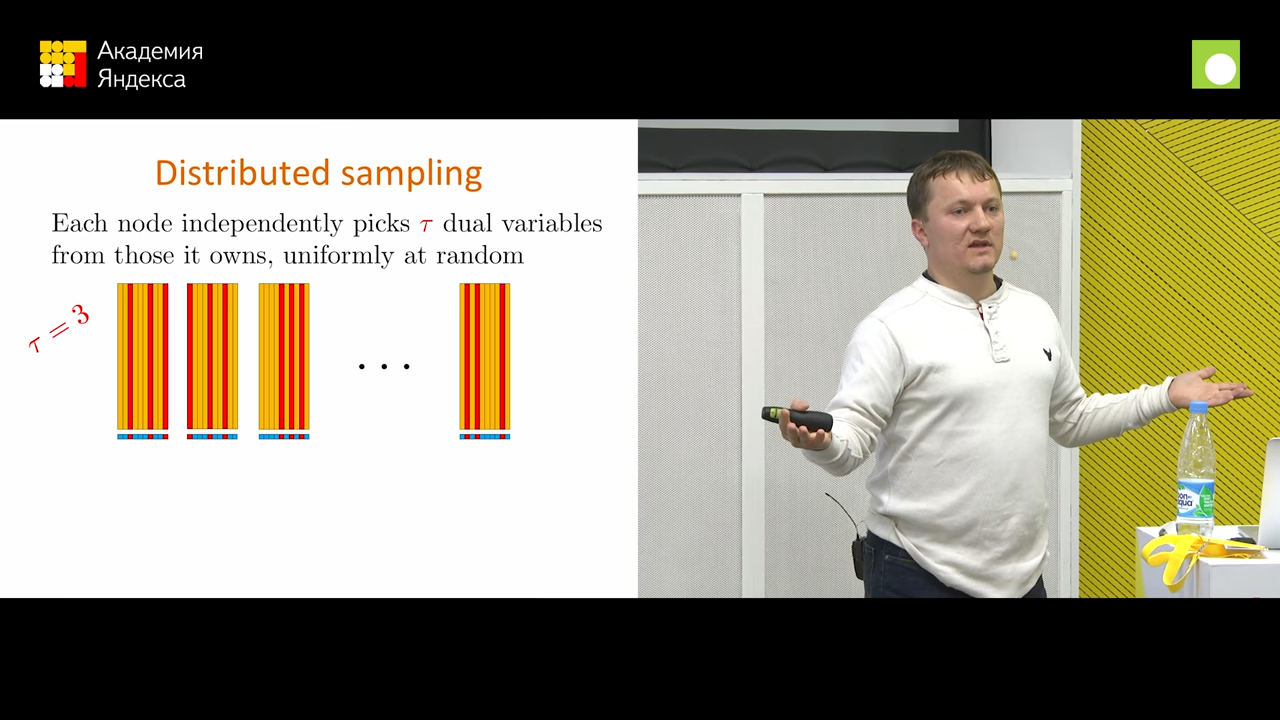 Академия
Яндекса
Distributed sampling
Each node independently picks τ dual variables
from those it owns, uniformly at random
τ = 3
. . .